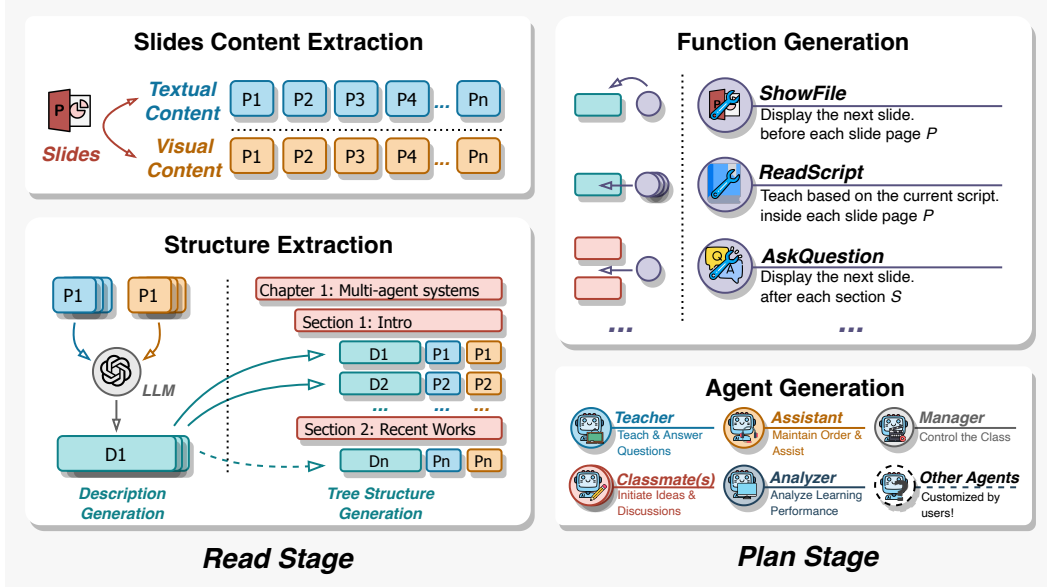 Slides Content Extraction
P
Slides
Textual
Content
P1 P2 P3 P4 ... Pn
Visual
Content
P1 P2 P3 P4 ... Pn
Structure Extraction
P1 P1
LLM
D1
Description
Generation
Chapter 1: Multi-agent systems
Section 1: Intro
D1 P1 P1
D2 P2 P2
... ... ...
Section 2: Recent Works
Dn Pn Pn
Tree Structure
Generation
Read Stage
Function Generation
P
ShowFile
Display the next slide.
before each slide page P
ReadScript
Teach based on the current script.
inside each slide page P
Q
A
AskQuestion
Display the next slide.
after each section S
... ...
Agent Generation
Teacher
Teach & Answer
Questions
Assistant
Maintain Order &
Assist
Manager
Control the Class
Classmate(s)
Initiate Ideas &
Discussions
Analyzer
Analyze Learning
Performance
?
Other Agents
Customized by
users!
Plan Stage